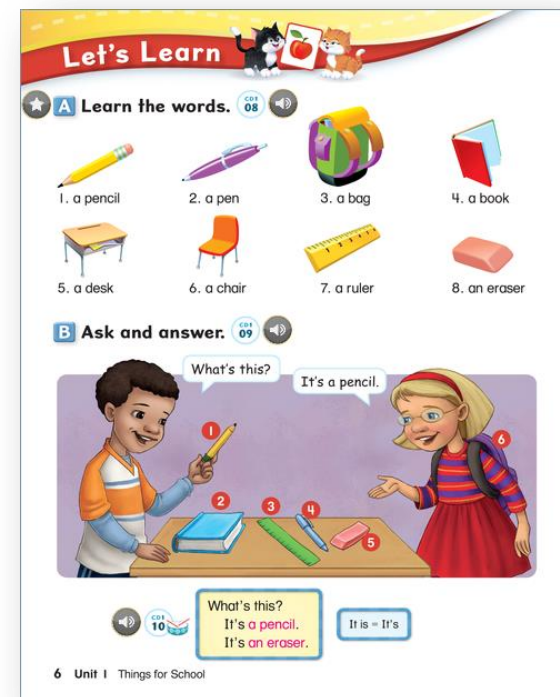 Let's Learn
A Learn the words. CD1 08
1. a pencil
2. a pen
3. a bag
4. a book
5. a desk
6. a chair
7. a ruler
8. an eraser
B Ask and answer. CD1 09
What's this?
It's a pencil.
1
2
3
4
5
6
CD1 10
What's this?
It's a pencil.
It's an eraser.
It is = It's
6 Unit 1 Things for School